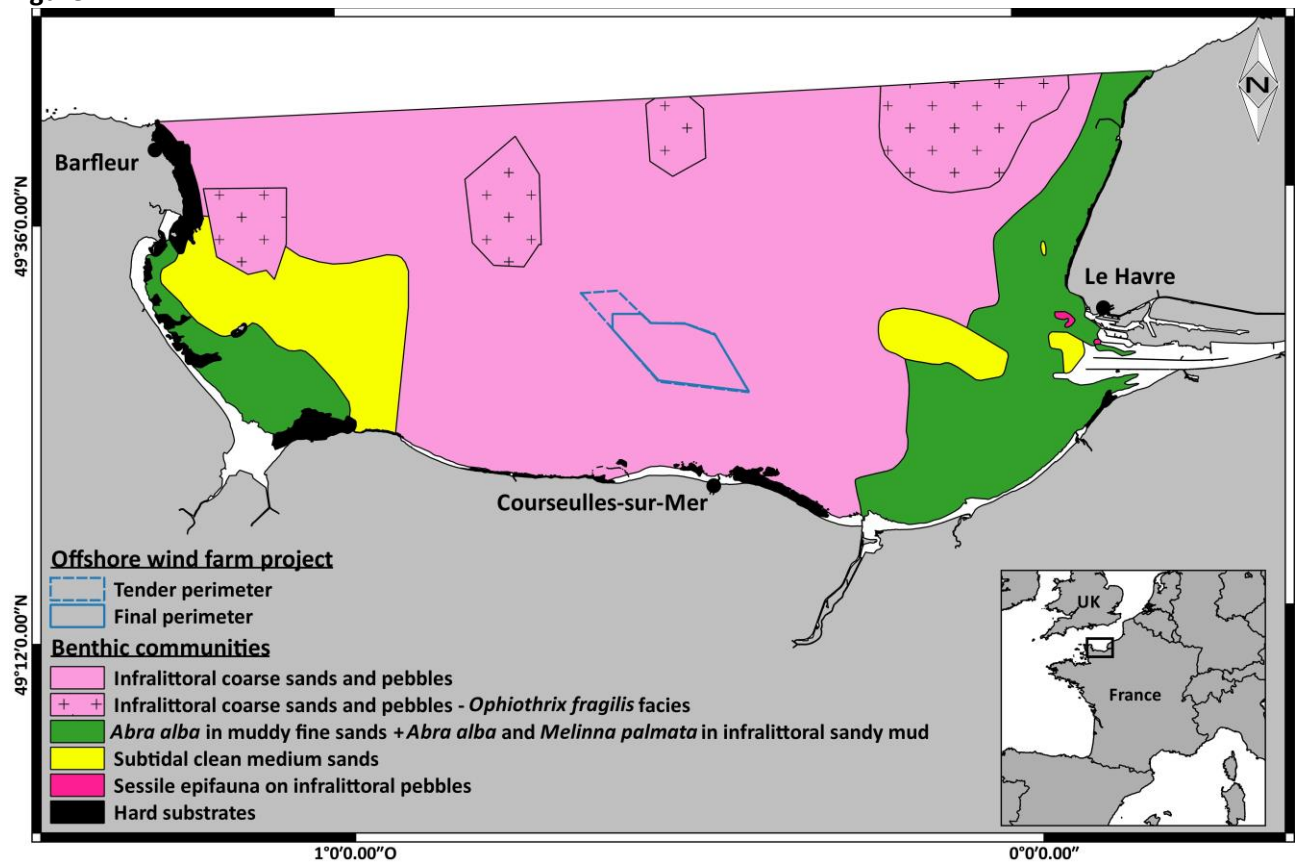 Barfleur
N
49°36'0.00"N
Le Havre
Courseulles-sur-Mer
Offshore wind farm project
Tender perimeter
Final perimeter
Benthic communities
Infralittoral coarse sands and pebbles
Infralittoral coarse sands and pebbles - Ophiothrix fragilis facies
Abra alba in muddy fine sands + Abra alba and Melinna palmata in infralittoral sandy mud
Subtidal clean medium sands
Sessile epifauna on infralittoral pebbles
Hard substrates
49°12'0.00"N
UK
France
1°0'0.00"O
0°0'0.00"